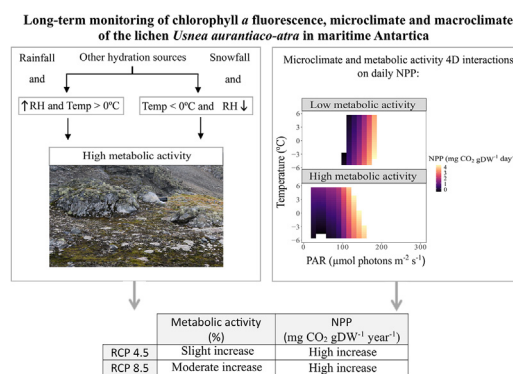 Long-term monitoring of chlorophyll a fluorescence, microclimate and macroclimate
of the lichen Usnea aurantiaco-atra in maritime Antartica
Rainfall
Other hydration sources
Snowfall
and
and
↑RH and Temp > 0ºC
Temp < 0ºC and RH↓
High metabolic activity
Microclimate and metabolic activity 4D interactions
on daily NPP:
Low metabolic activity
6
3
0
-3
-6
High metabolic activity
6
3
0
-3
-6
Temperature (ºC)
0 100 200 300
PAR (µmol photons m-2 s-1)
NPP (mg CO2 gDW-1 day-1)
4
3
2
1
0
Metabolic activity
(%)
NPP
(mg CO2 gDW-1 year-1)
RCP 4.5 Slight increase High increase
RCP 8.5 Moderate increase High increase